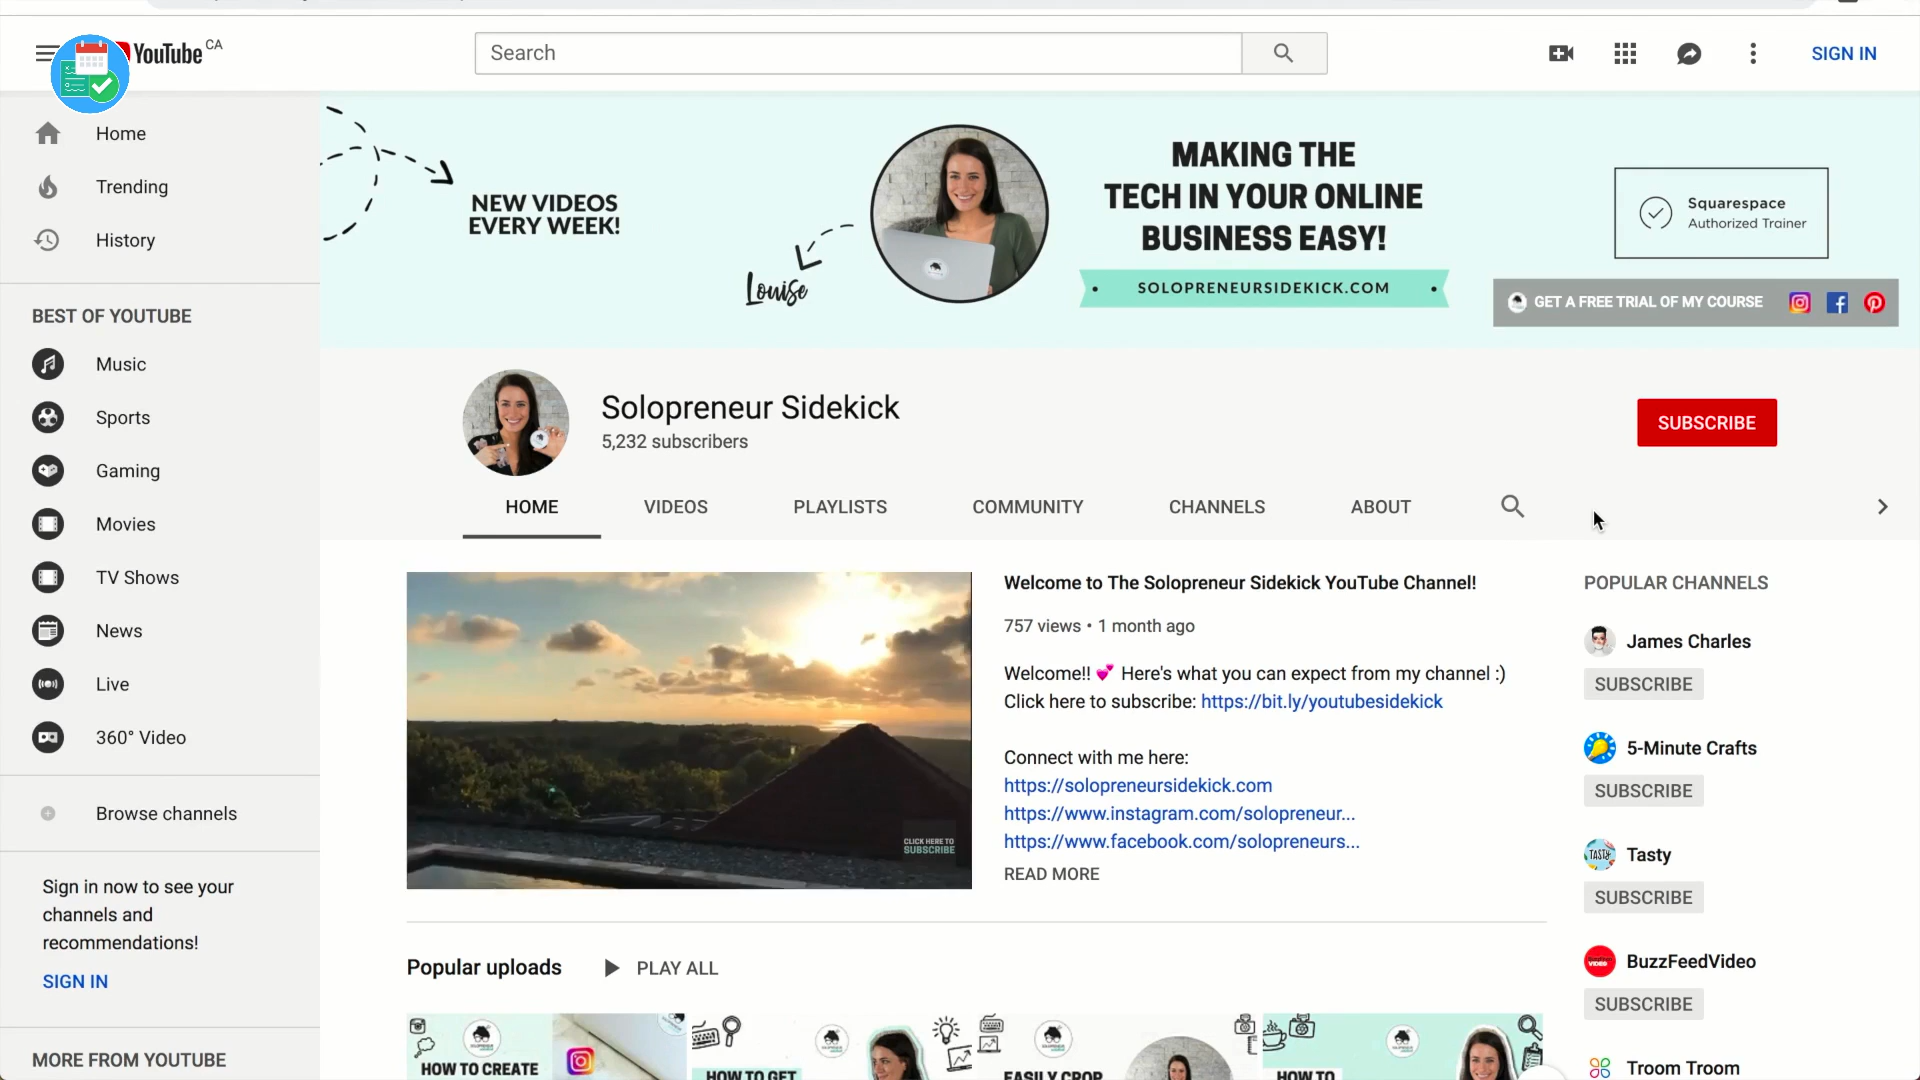 YouTube CA
Search
SIGN IN
Home
Trending
History
BEST OF YOUTUBE
Music
Sports
Gaming
Movies
TV Shows
News
Live
360° Video
Browse channels
Sign in now to see your
channels and
recommendations!
SIGN IN
MORE FROM YOUTUBE
NEW VIDEOS
EVERY WEEK!
Louise
MAKING THE
TECH IN YOUR ONLINE
BUSINESS EASY!
SOLOPRENEURSIDEKICK.COM
Squarespace
Authorized Trainer
GET A FREE TRIAL OF MY COURSE
Solopreneur Sidekick
5,232 subscribers
SUBSCRIBE
HOME
VIDEOS
PLAYLISTS
COMMUNITY
CHANNELS
ABOUT
CLICK HERE TO
SUBSCRIBE
Welcome to The Solopreneur Sidekick YouTube Channel!
757 views • 1 month ago
Welcome!! 💕 Here's what you can expect from my channel :)
Click here to subscribe: https://bit.ly/youtubesidekick
Connect with me here:
https://solopreneursidekick.com
https://www.instagram.com/solopreneur...
https://www.facebook.com/solopreneurs...
READ MORE
Popular uploads
PLAY ALL
HOW TO CREATE
HOW TO GET
EASILY CROP
HOW TO
POPULAR CHANNELS
James Charles
SUBSCRIBE
5-Minute Crafts
SUBSCRIBE
TASTY
Tasty
SUBSCRIBE
BuzzFeedVideo
SUBSCRIBE
Troom Troom